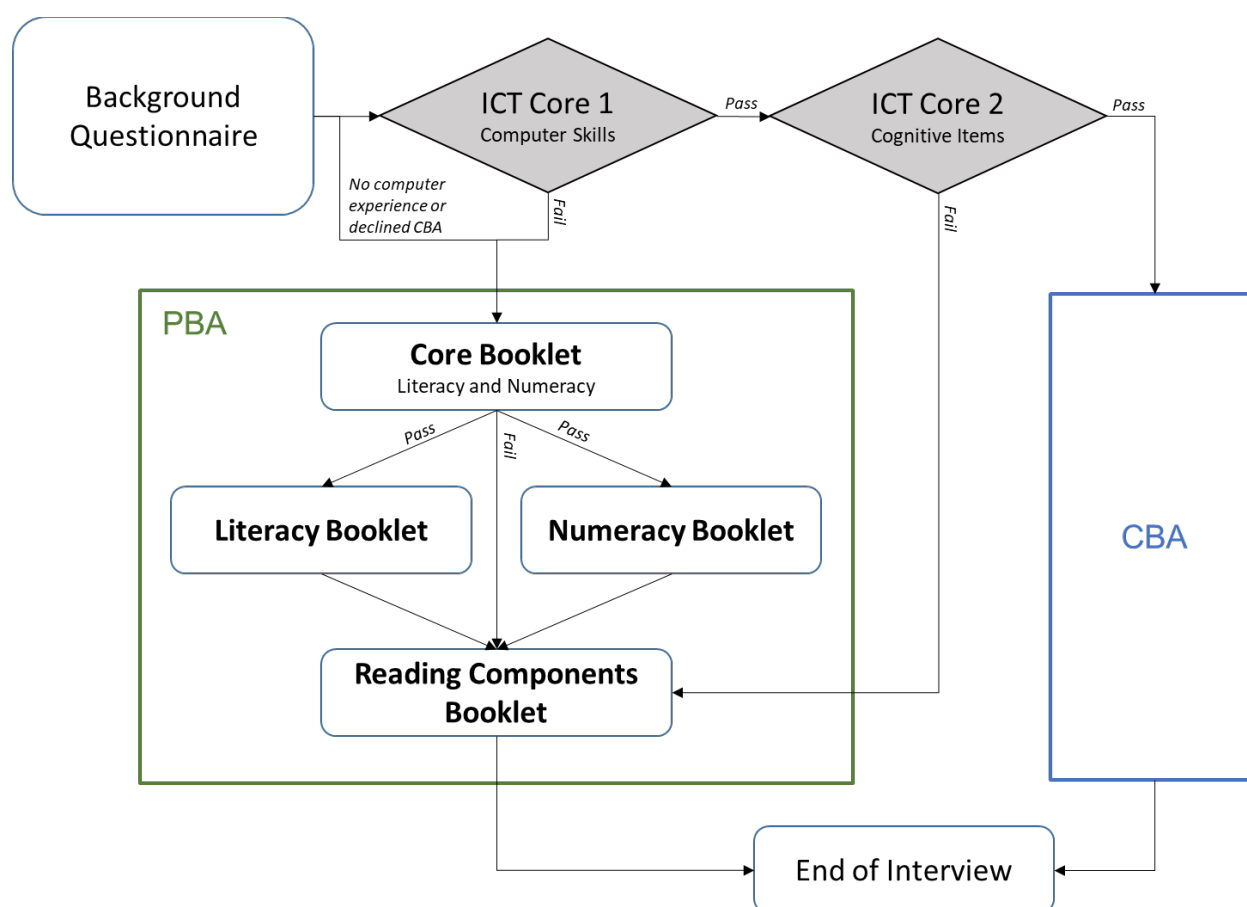 Background
Questionnaire
ICT Core 1
Computer Skills
Pass
ICT Core 2
Cognitive Items
Pass
No computer
experience or
declined CBA
Fail
Fail
PBA
Core Booklet
Literacy and Numeracy
Pass
Fail
Pass
Literacy Booklet
Numeracy Booklet
CBA
Reading Components
Booklet
End of Interview